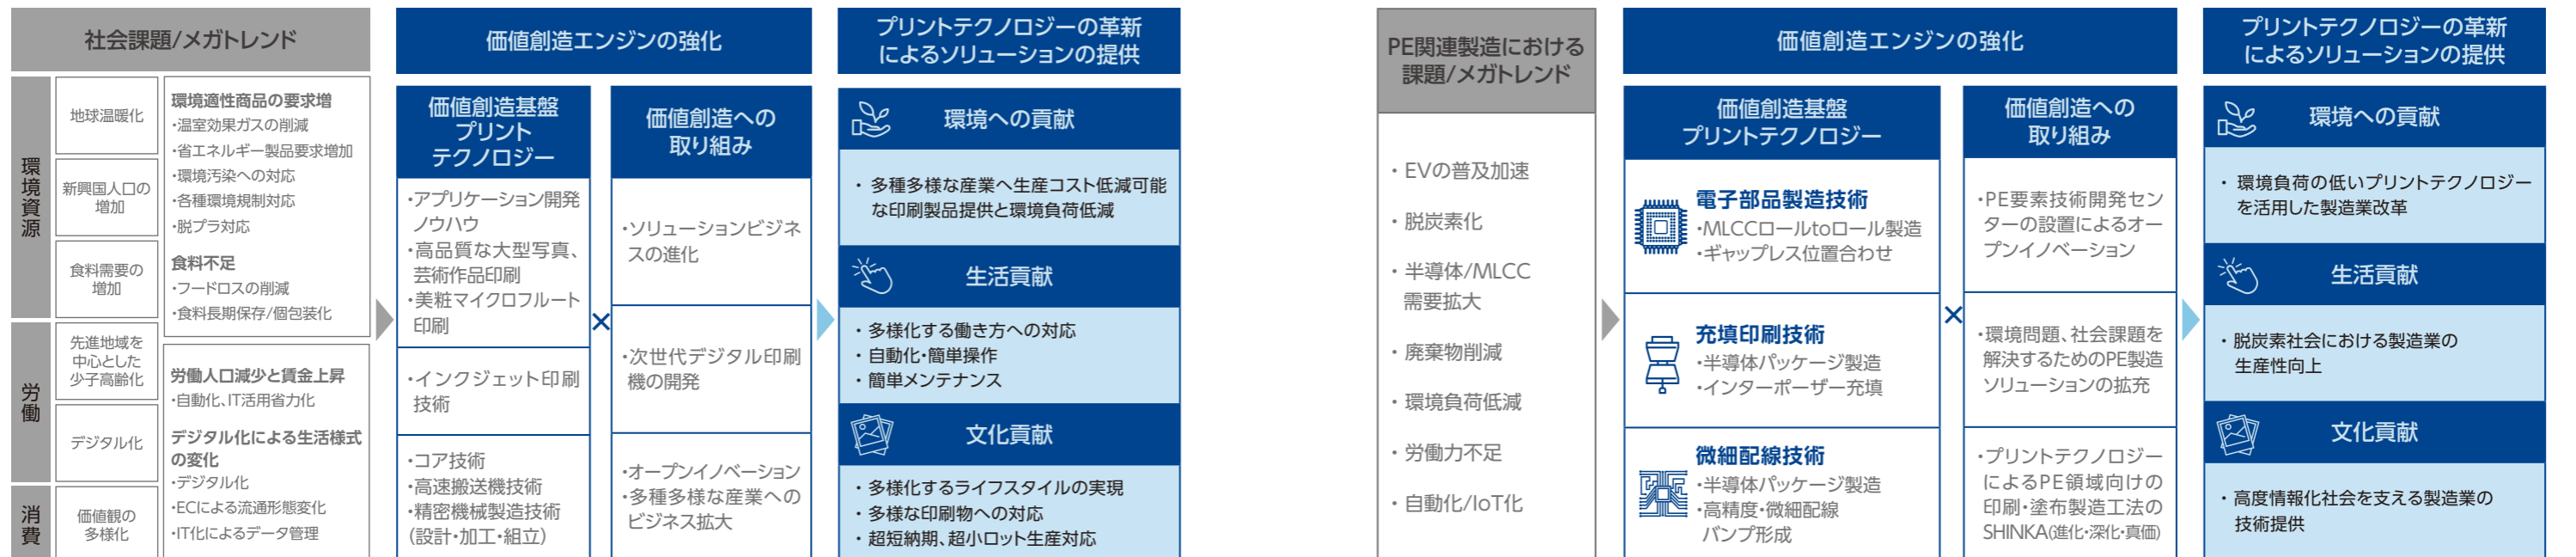 社会課題/メガトレンド
環境資源
地球温暖化
新興国人口の
増加
食料需要の
増加
労働
先進地域を
中心とした
少子高齢化
デジタル化
消費
価値観の
多様化
環境適性商品の要求増
・温室効果ガスの削減
・省エネルギー製品要求増加
・環境汚染への対応
・各種環境規制対応
・脱プラ対応
食料不足
・フードロスの削減
・食料長期保存/個包装化
労働人口減少と賃金上昇
・自動化、IT活用省力化
デジタル化による生活様式
の変化
・デジタル化
・ECによる流通形態変化
・IT化によるデータ管理
価値創造エンジンの強化
価値創造基盤
プリント
テクノロジー
・アプリケーション開発
ノウハウ
・高品質な大型写真、
芸術作品印刷
・美粧マイクロフルート
印刷
・インクジェット印刷
技術
・コア技術
・高速搬送機技術
・精密機械製造技術
(設計・加工・組立)
×
価値創造への
取り組み
・ソリューションビジネ
スの進化
・次世代デジタル印刷
機の開発
・オープンイノベーション
・多種多様な産業への
ビジネス拡大
プリントテクノロジーの革新
によるソリューションの提供
環境への貢献
・多種多様な産業へ生産コスト低減可能
な印刷製品提供と環境負荷低減
生活貢献
・多様化する働き方への対応
・自動化・簡単操作
・簡単メンテナンス
文化貢献
・多様化するライフスタイルの実現
・多様な印刷物への対応
・超短納期、超小ロット生産対応
PE関連製造における
課題/メガトレンド
・EVの普及加速
・脱炭素化
・半導体/MLCC
需要拡大
・廃棄物削減
・環境負荷低減
・労働力不足
・自動化/IoT化
価値創造エンジンの強化
価値創造基盤
プリントテクノロジー
電子部品製造技術
・MLCCロールtoロール製造
・ギャップレス位置合わせ
充填印刷技術
・半導体パッケージ製造
・インターポーザー充填
微細配線技術
・半導体パッケージ製造
・高精度・微細配線
バンプ形成
×
価値創造への
取り組み
・PE要素技術開発セン
ターの設置によるオー
プンイノベーション
・環境問題、社会課題を
解決するためのPE製造
ソリューションの拡充
・プリントテクノロジー
によるPE領域向けの
印刷・塗布製造工法の
SHINKA(進化・深化・真価)
プリントテクノロジーの革新
によるソリューションの提供
環境への貢献
・環境負荷の低いプリントテクノロジー
を活用した製造業改革
生活貢献
・脱炭素社会における製造業の
生産性向上
文化貢献
・高度情報化社会を支える製造業の
技術提供